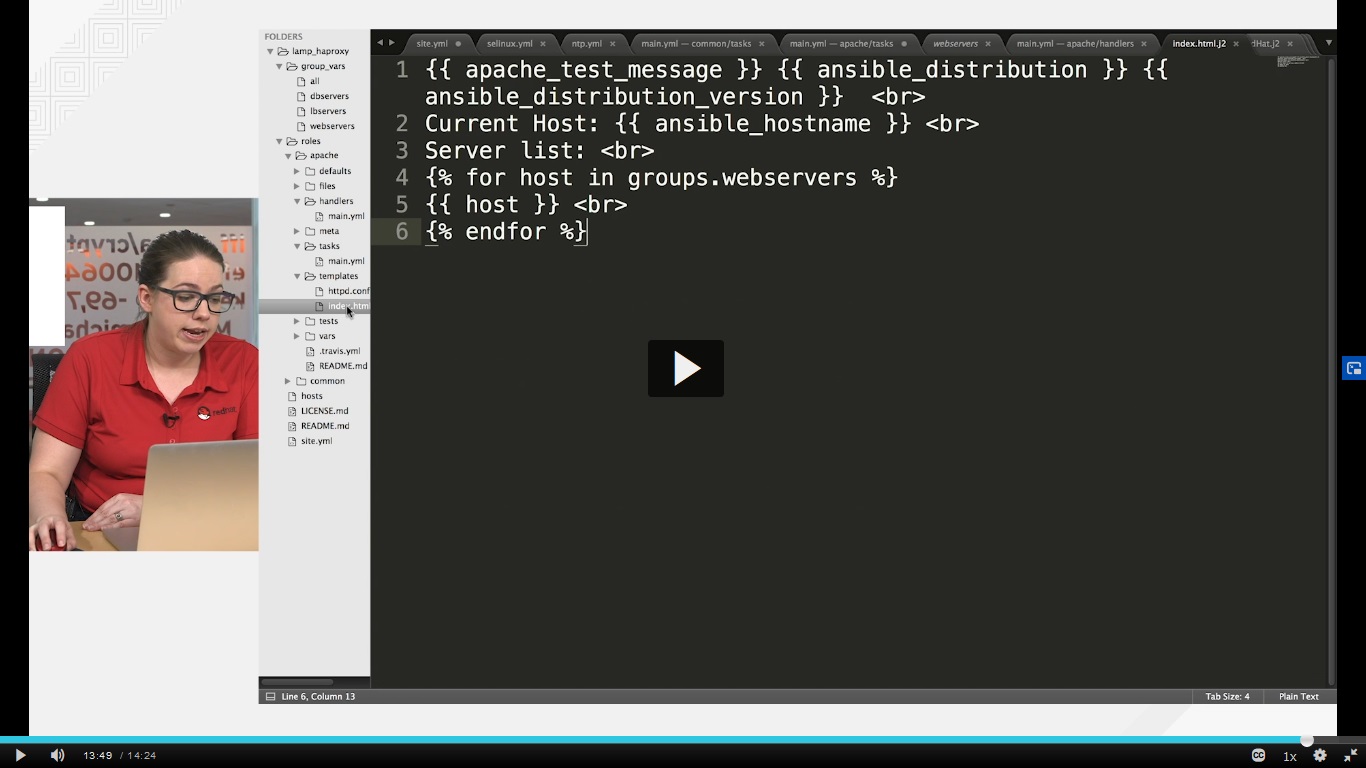 FOLDERS
lamp_haproxy
group_vars
all
dbservers
lbservers
webservers
roles
apache
defaults
files
handlers
main.yml
meta
tasks
main.yml
templates
httpd.conf
index.htm
tests
vars
.travis.yml
README.md
common
hosts
LICENSE.md
README.md
site.yml
site.yml
selinux.yml
ntp.yml
main.yml — common/tasks
main.yml — apache/tasks
webservers
main.yml — apache/handlers
index.html.j2
dHat.j2
1 {{ apache_test_message }} {{ ansible_distribution }} {{
ansible_distribution_version }}  <br>
2 Current Host: {{ ansible_hostname }} <br>
3 Server list: <br>
4 {% for host in groups.webservers %}
5 {{ host }} <br>
6 {% endfor %}
redhat
Line 6, Column 13
Tab Size: 4
Plain Text
13:49 / 14:24
CC
1x